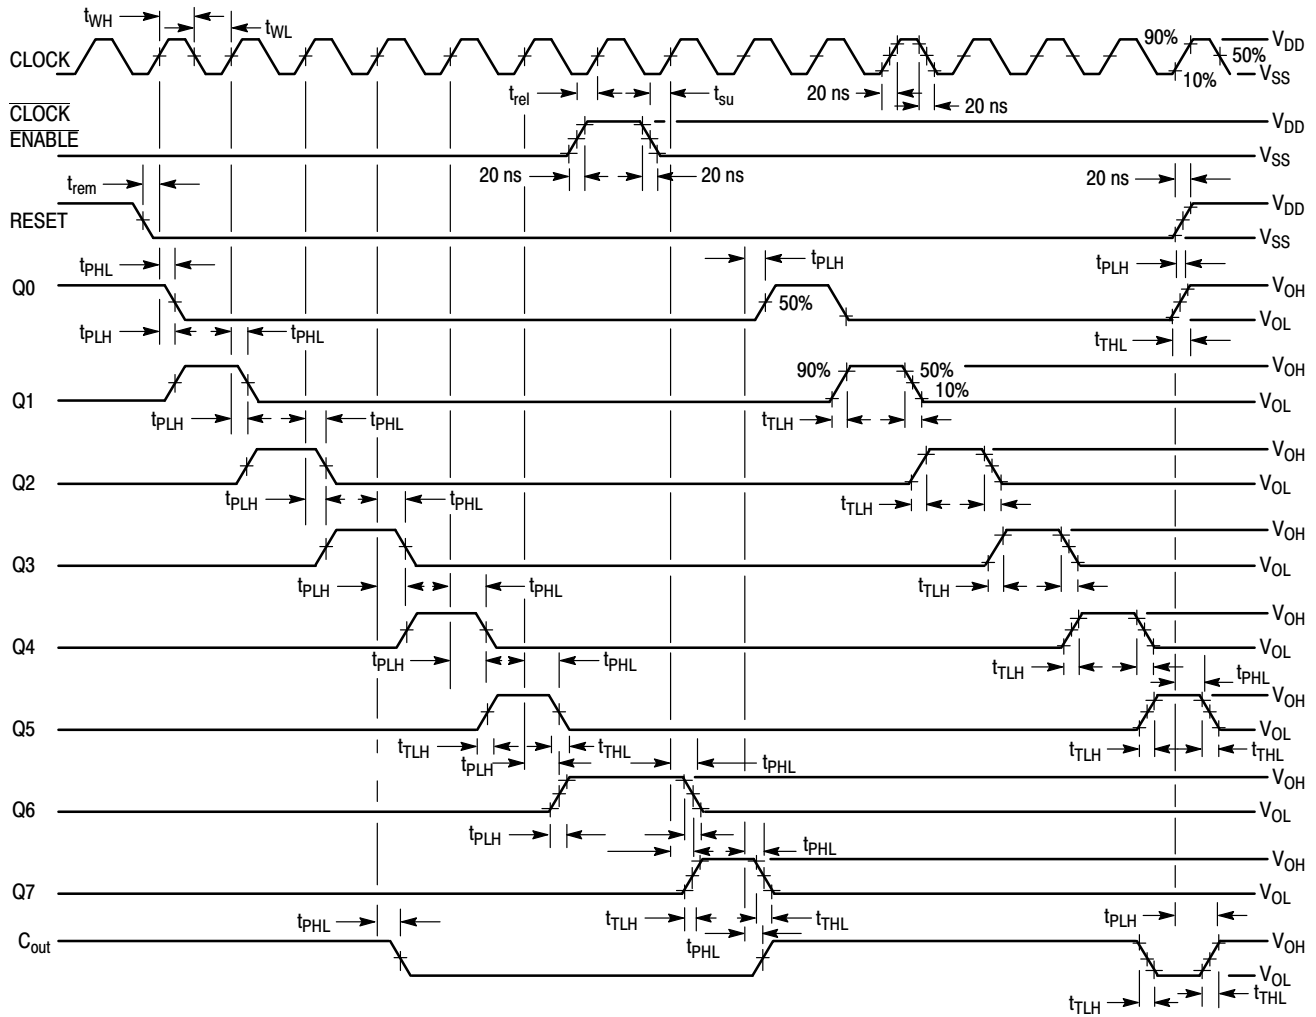 tWH
tWL
CLOCK
90%
VDD
50%
VSS
10%
trel
tsu
20 ns
20 ns
CLOCK
ENABLE
VDD
VSS
20 ns
20 ns
trem
20 ns
RESET
VDD
VSS
tPHL
tPLH
tPLH
Q0
50%
VOH
VOL
tPLH
tPHL
tTHL
90%
50%
10%
VOH
Q1
VOL
tPLH
tPHL
tTLH
VOH
Q2
VOL
tPLH
tPHL
tTLH
VOH
Q3
VOL
tPLH
tPHL
tTLH
VOH
Q4
VOL
tPLH
tPHL
tTLH
tPHL
VOH
Q5
VOL
tTLH
tTHL
tPLH
tPHL
tTLH
tTHL
VOH
Q6
VOL
tPLH
tPHL
VOH
Q7
VOL
tPHL
tTLH
tTHL
tPLH
tPHL
Cout
VOH
VOL
tTLH
tTHL